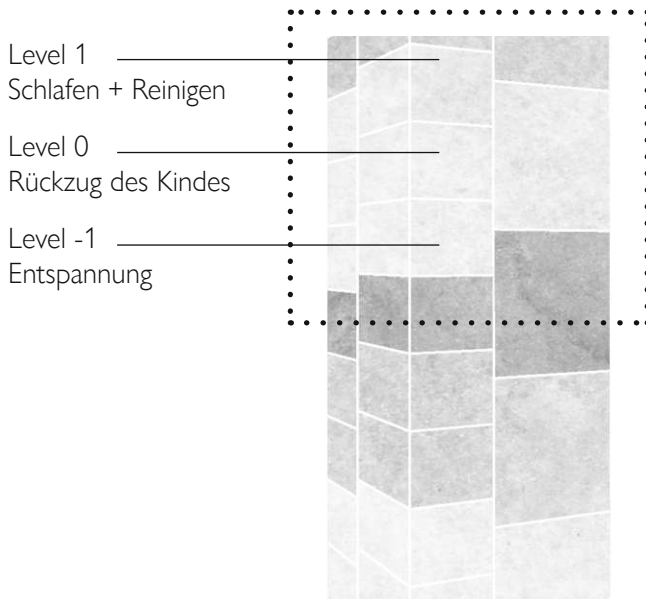 Level 1
Schlafen + Reinigen
Level 0
Rückzug des Kindes
Level -1
Entspannung